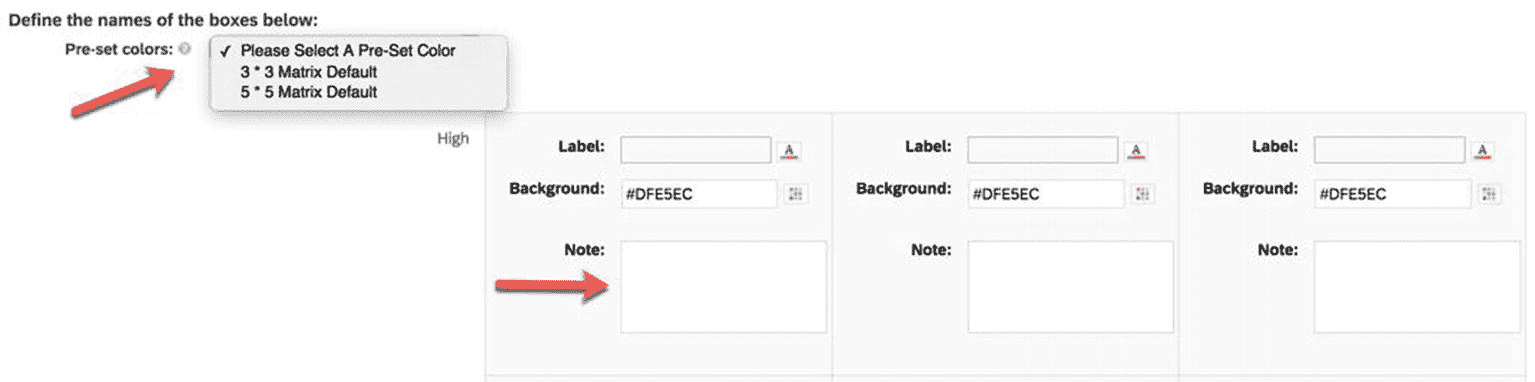 Define the names of the boxes below:
Pre-set colors:
✓ Please Select A Pre-Set Color
3 * 3 Matrix Default
5 * 5 Matrix Default
High
Label: A Label: A Label: A
Background: #DFE5EC Background: #DFE5EC Background: #DFE5EC
Note: Note: Note: